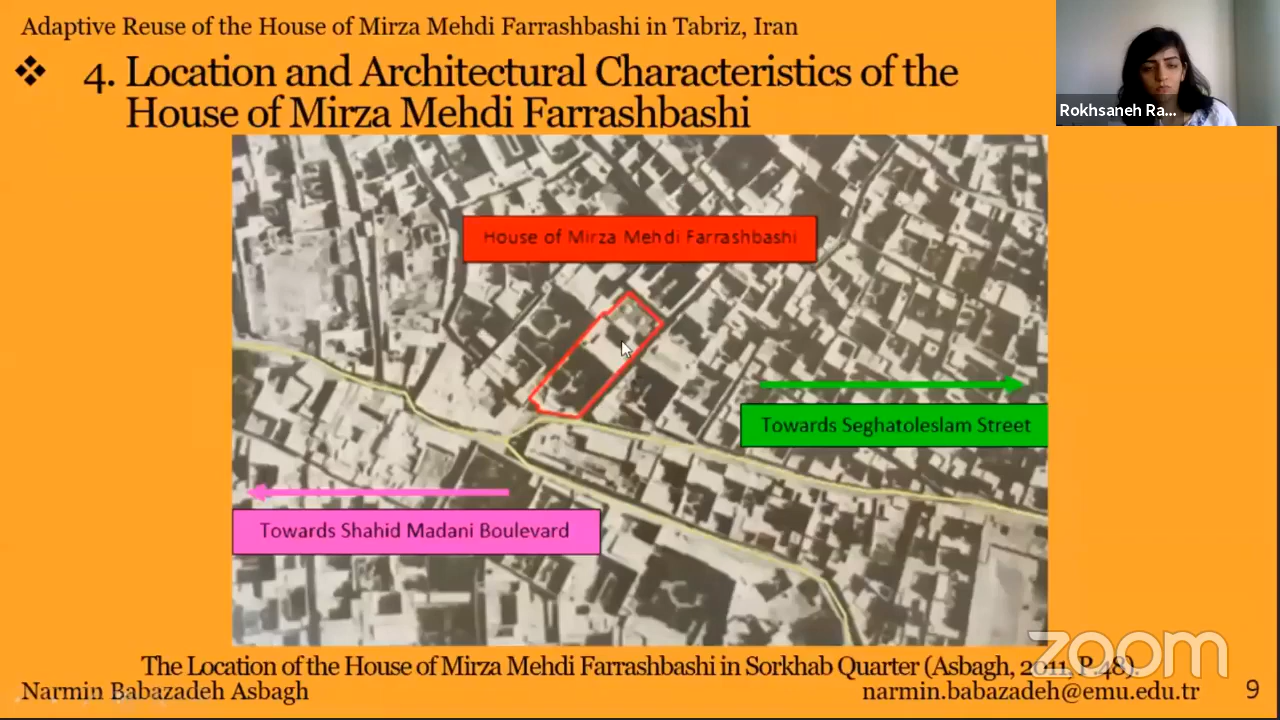 Adaptive Reuse of the House of Mirza Mehdi Farrashbashi in Tabriz, Iran
4. Location and Architectural Characteristics of the
House of Mirza Mehdi Farrashbashi
Rokhsaneh Ra...
House of Mirza Mehdi Farrashbashi
Towards Seghatoleslam Street
Towards Shahid Madani Boulevard
zoom
The Location of the House of Mirza Mehdi Farrashbashi in Sorkhab Quarter (Asbagh, 2011, P.48).
Narmin Babazadeh Asbagh
narmin.babazadeh@emu.edu.tr
9